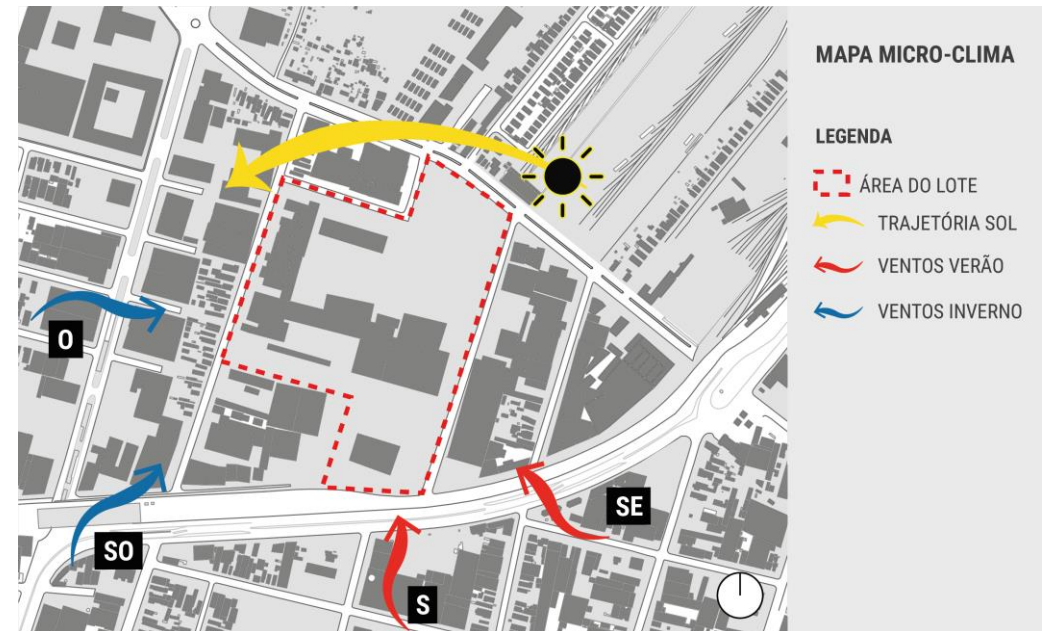 MAPA MICRO-CLIMA
LEGENDA
ÁREA DO LOTE
TRAJETÓRIA SOL
VENTOS VERÃO
VENTOS INVERNO
O
SO
S
SE